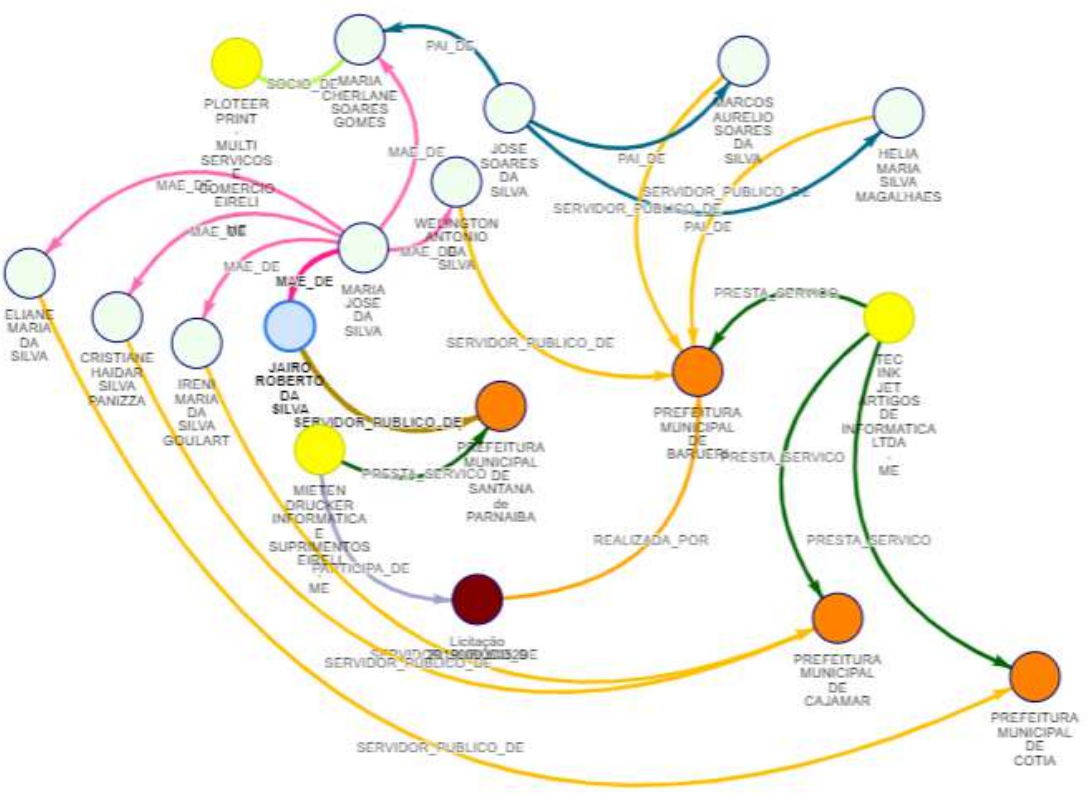 PLOTEER
PRINT
-
MULTI
SERVICOS
E
COMERCIO
EIRELI
ME
SOCIO_DE
MARIA
CHERLANE
SOARES
GOMES
PAI_DE
JOSE
SOARES
DA
SILVA
MARCOS
AURELIO
SOARES
DA
SILVA
PAI_DE
HELIA
MARIA
SILVA
MAGALHAES
SERVIDOR_PUBLICO_DE
SERVIDOR_PUBLICO_DE
PAI_DE
MAE_DE
MAE_DE
MAE_DE
MAE_DE
MAE_DE
MAE_DE
WELINGTON
ANTONIO
DA
SILVA
MARIA
JOSE
DA
SILVA
ELIANE
MARIA
DA
SILVA
CRISTIANE
HAIDAR
SILVA
PANIZZA
IRENI
MARIA
DA
SILVA
GOULART
JAIRO
ROBERTO
DA
SILVA
SERVIDOR_PUBLICO_DE
SERVIDOR_PUBLICO_DE
PRESTA_SERVICO
PREFEITURA
MUNICIPAL
DE
BARUERI
TEC
INK
JET
ARTIGOS
DE
INFORMATICA
LTDA
-
ME
PREFEITURA
MUNICIPAL
DE
SANTANA
de
PARNAIBA
PRESTA_SERVICO
MIETEN
DRUCKER
INFORMATICA
E
SUPRIMENTOS
EIRELI
-
ME
PARTICIPA_DE
PRESTA_SERVICO
PRESTA_SERVICO
REALIZADA_POR
Licitação
SERVIDOR_PUBLICO_DE
SERVIDOR_PUBLICO_DE
PREFEITURA
MUNICIPAL
DE
CAJAMAR
PREFEITURA
MUNICIPAL
DE
COTIA
SERVIDOR_PUBLICO_DE